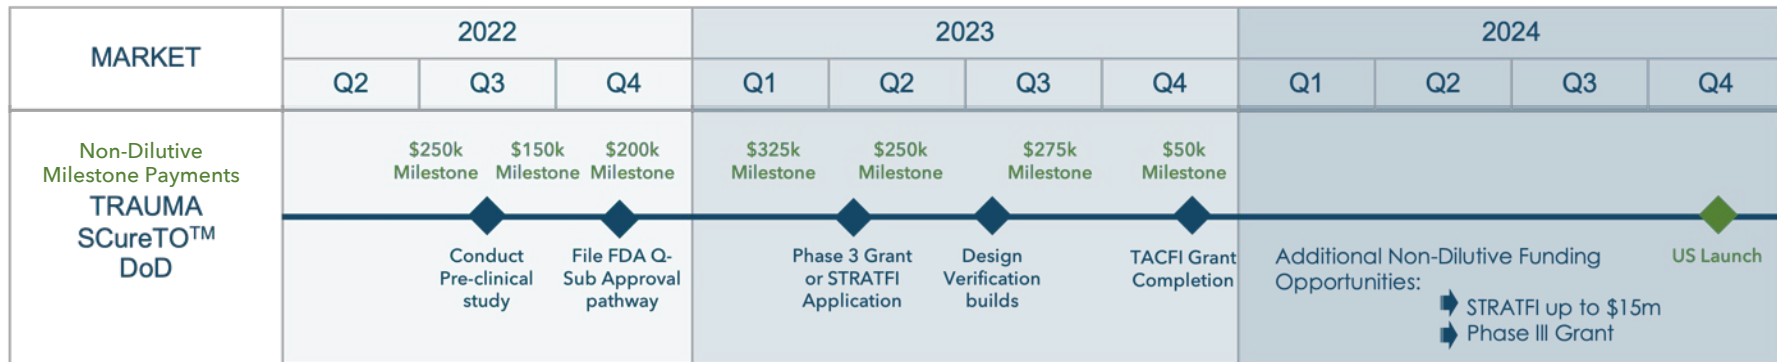 MARKET
2022
2023
2024
Q2
Q3
Q4
Q1
Q2
Q3
Q4
Q1
Q2
Q3
Q4
Non-Dilutive
Milestone Payments
TRAUMA
SCureTO™
DoD
$250k
Milestone
$150k
Milestone
$200k
Milestone
$325k
Milestone
$250k
Milestone
$275k
Milestone
$50k
Milestone
Conduct
Pre-clinical
study
File FDA Q-
Sub Approval
pathway
Phase 3 Grant
or STRATFI
Application
Design
Verification
builds
TACFI Grant
Completion
Additional Non-Dilutive Funding
Opportunities:
STRATFI up to $15m
Phase III Grant
US Launch